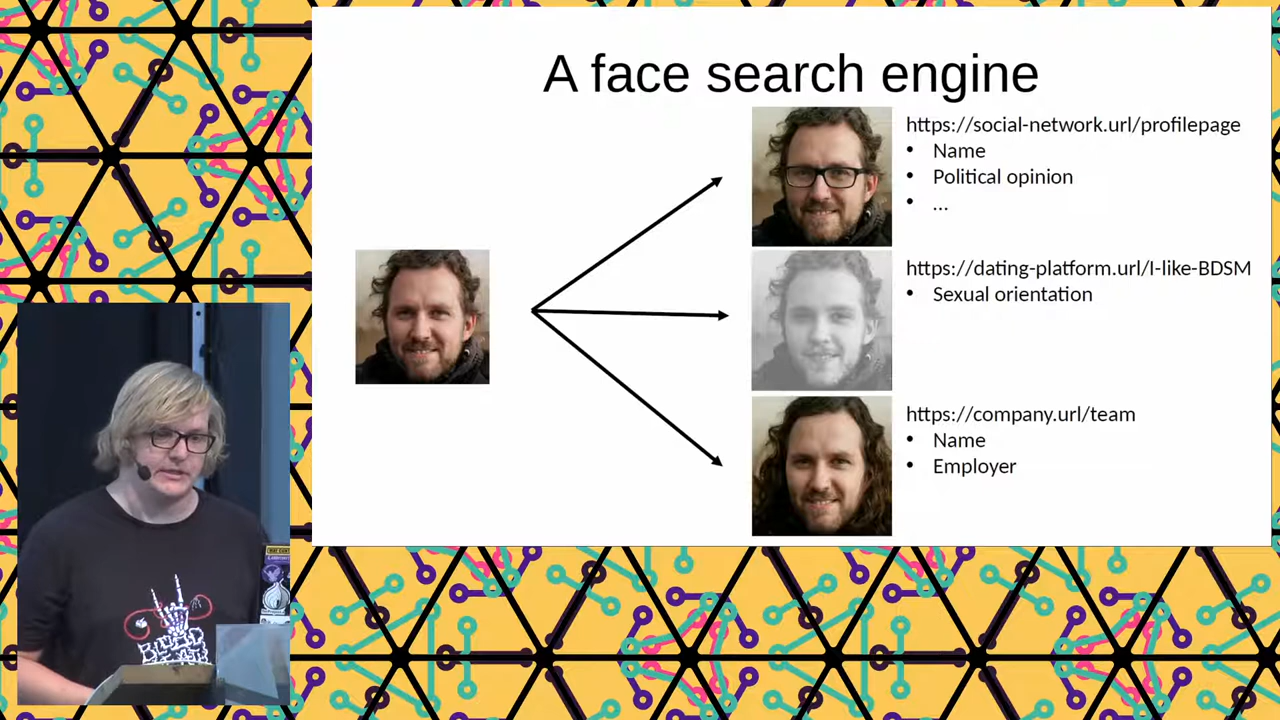 A face search engine
https://social-network.url/profilepage
• Name
• Political opinion
• ...
https://dating-platform.url/I-like-BDSM
• Sexual orientation
https://company.url/team
• Name
• Employer